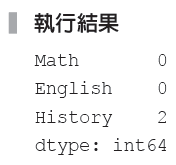 執行結果
Math 0
English 0
History 2
dtype: int64